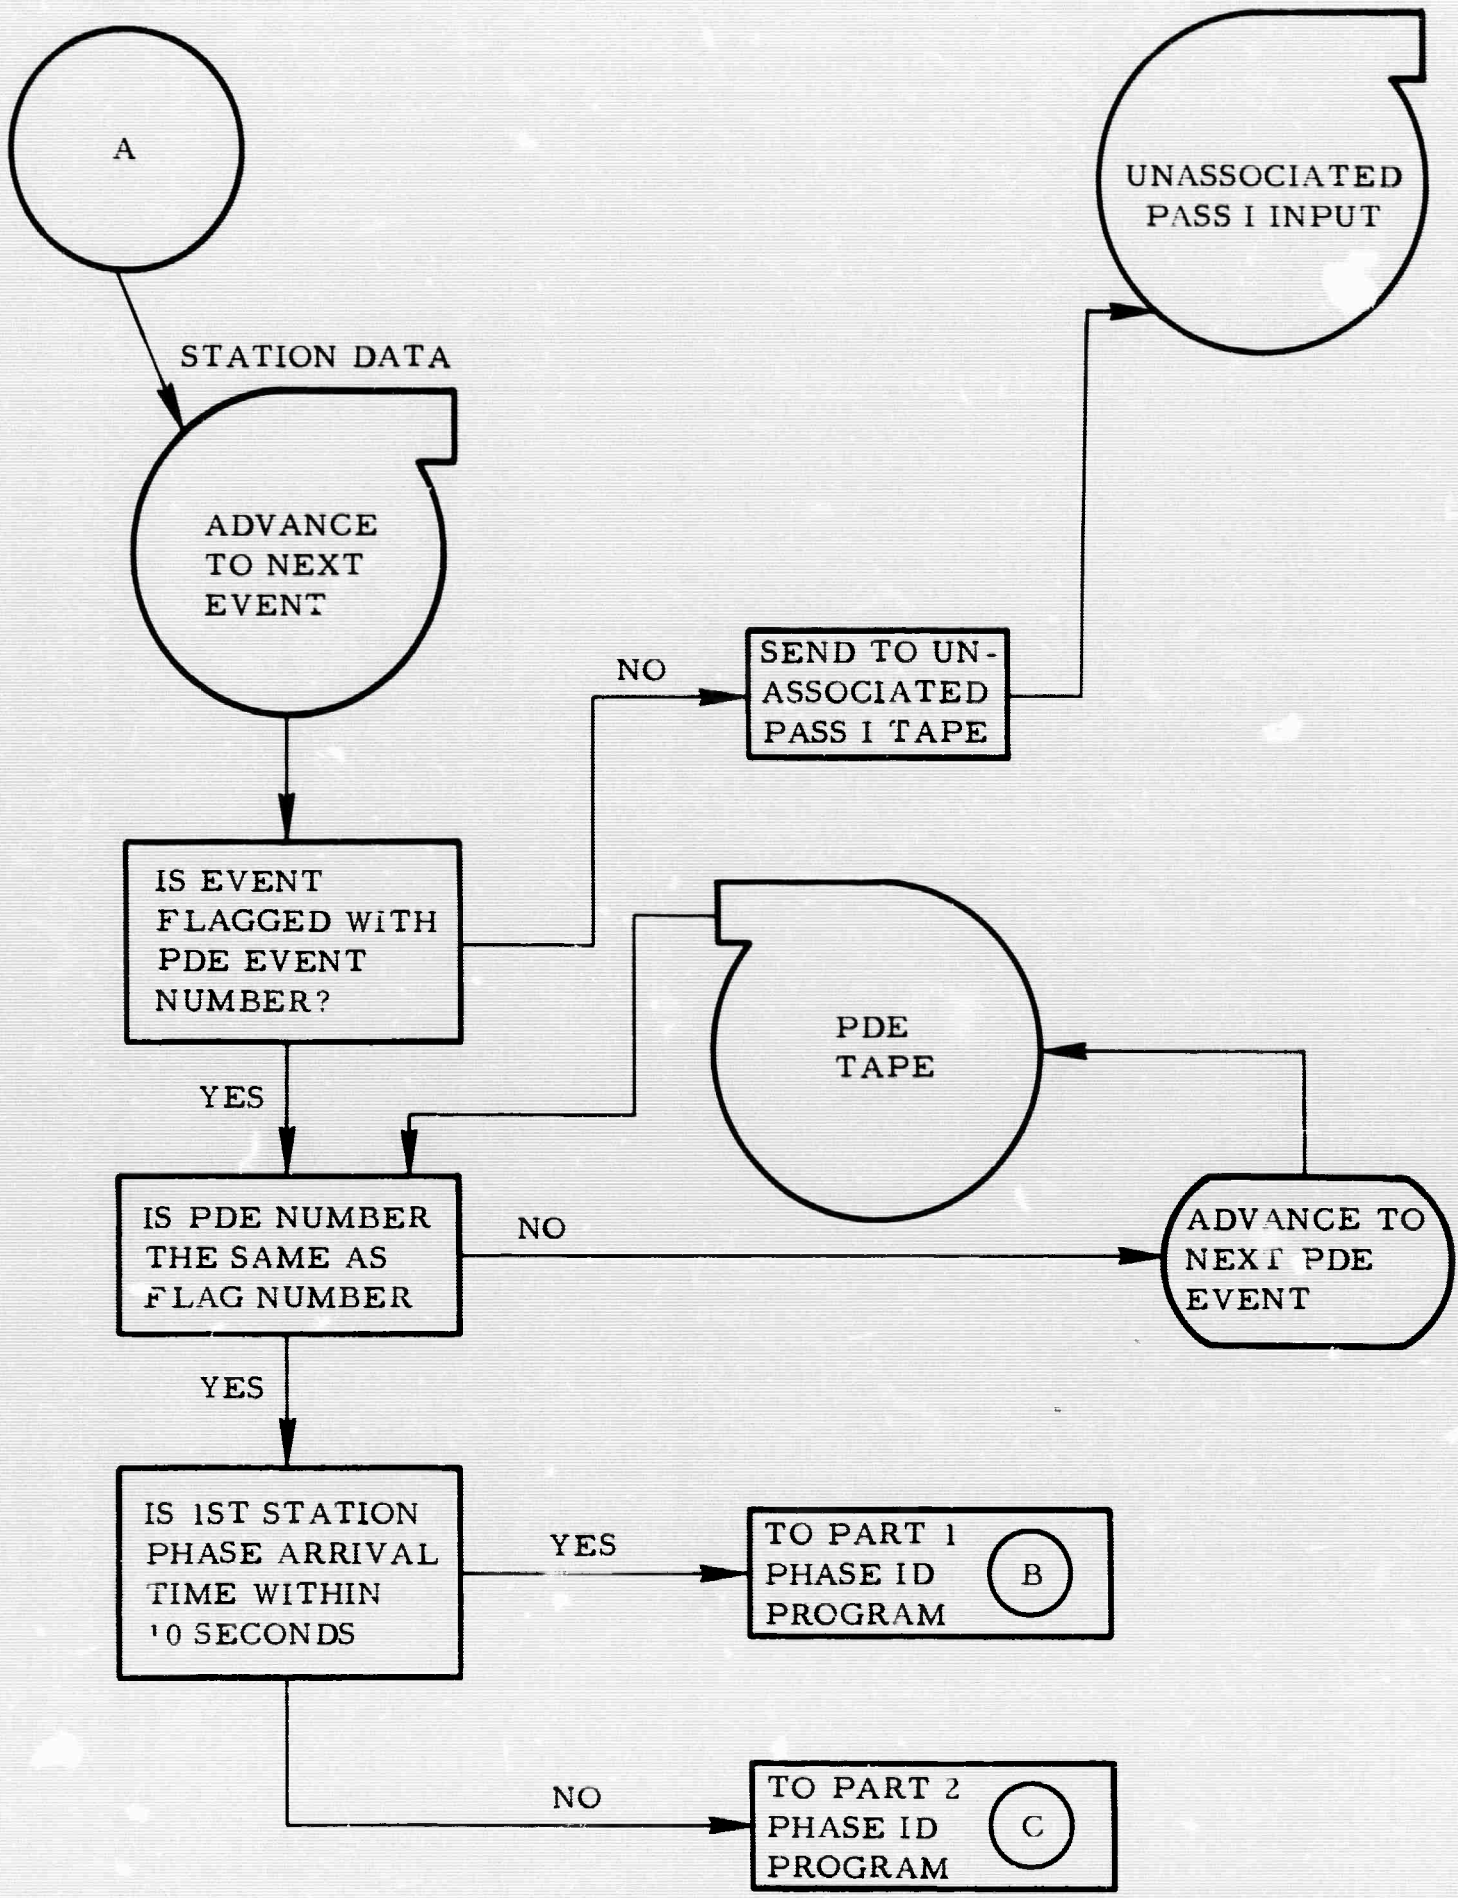 A
UNASSOCIATED
PASS I INPUT
STATION DATA
ADVANCE
TO NEXT
EVENT
NO
SEND TO UN-
ASSOCIATED
PASS I TAPE
IS EVENT
FLAGGED WITH
PDE EVENT
NUMBER?
PDE
TAPE
YES
IS PDE NUMBER
THE SAME AS
FLAG NUMBER
NO
ADVANCE TO
NEXT PDE
EVENT
YES
IS 1ST STATION
PHASE ARRIVAL
TIME WITHIN
10 SECONDS
YES
TO PART 1
PHASE ID
PROGRAM
B
NO
TO PART 2
PHASE ID
PROGRAM
C